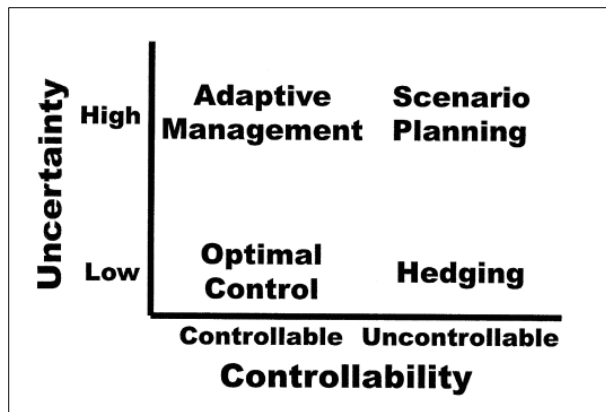 Uncertainty
High
Adaptive
Management
Scenario
Planning
Low
Optimal
Control
Hedging
Controllable
Uncontrollable
Controllability